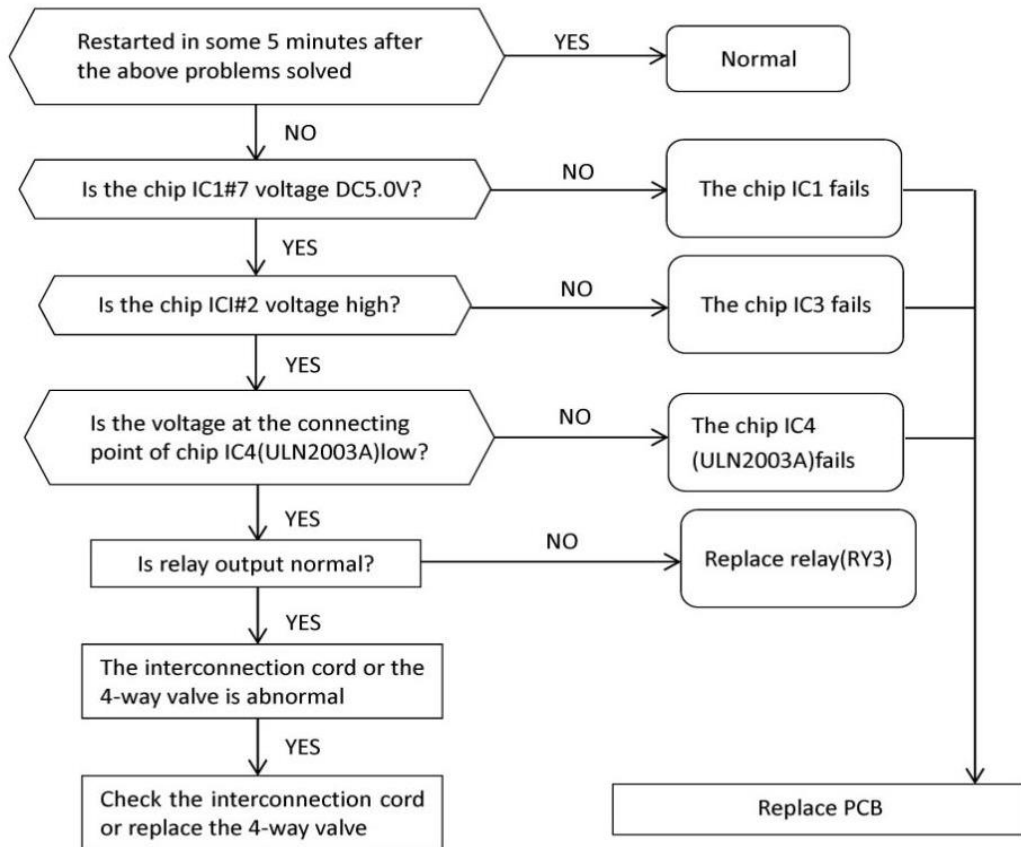 Restarted in some 5 minutes after
the above problems solved
YES
Normal
NO
Is the chip IC1#7 voltage DC5.0V?
NO
The chip IC1 fails
YES
Is the chip ICI#2 voltage high?
NO
The chip IC3 fails
YES
Is the voltage at the connecting
point of chip IC4(ULN2003A)low?
NO
The chip IC4
(ULN2003A)fails
YES
Is relay output normal?
NO
Replace relay(RY3)
YES
The interconnection cord or the
4-way valve is abnormal
YES
Check the interconnection cord
or replace the 4-way valve
Replace PCB